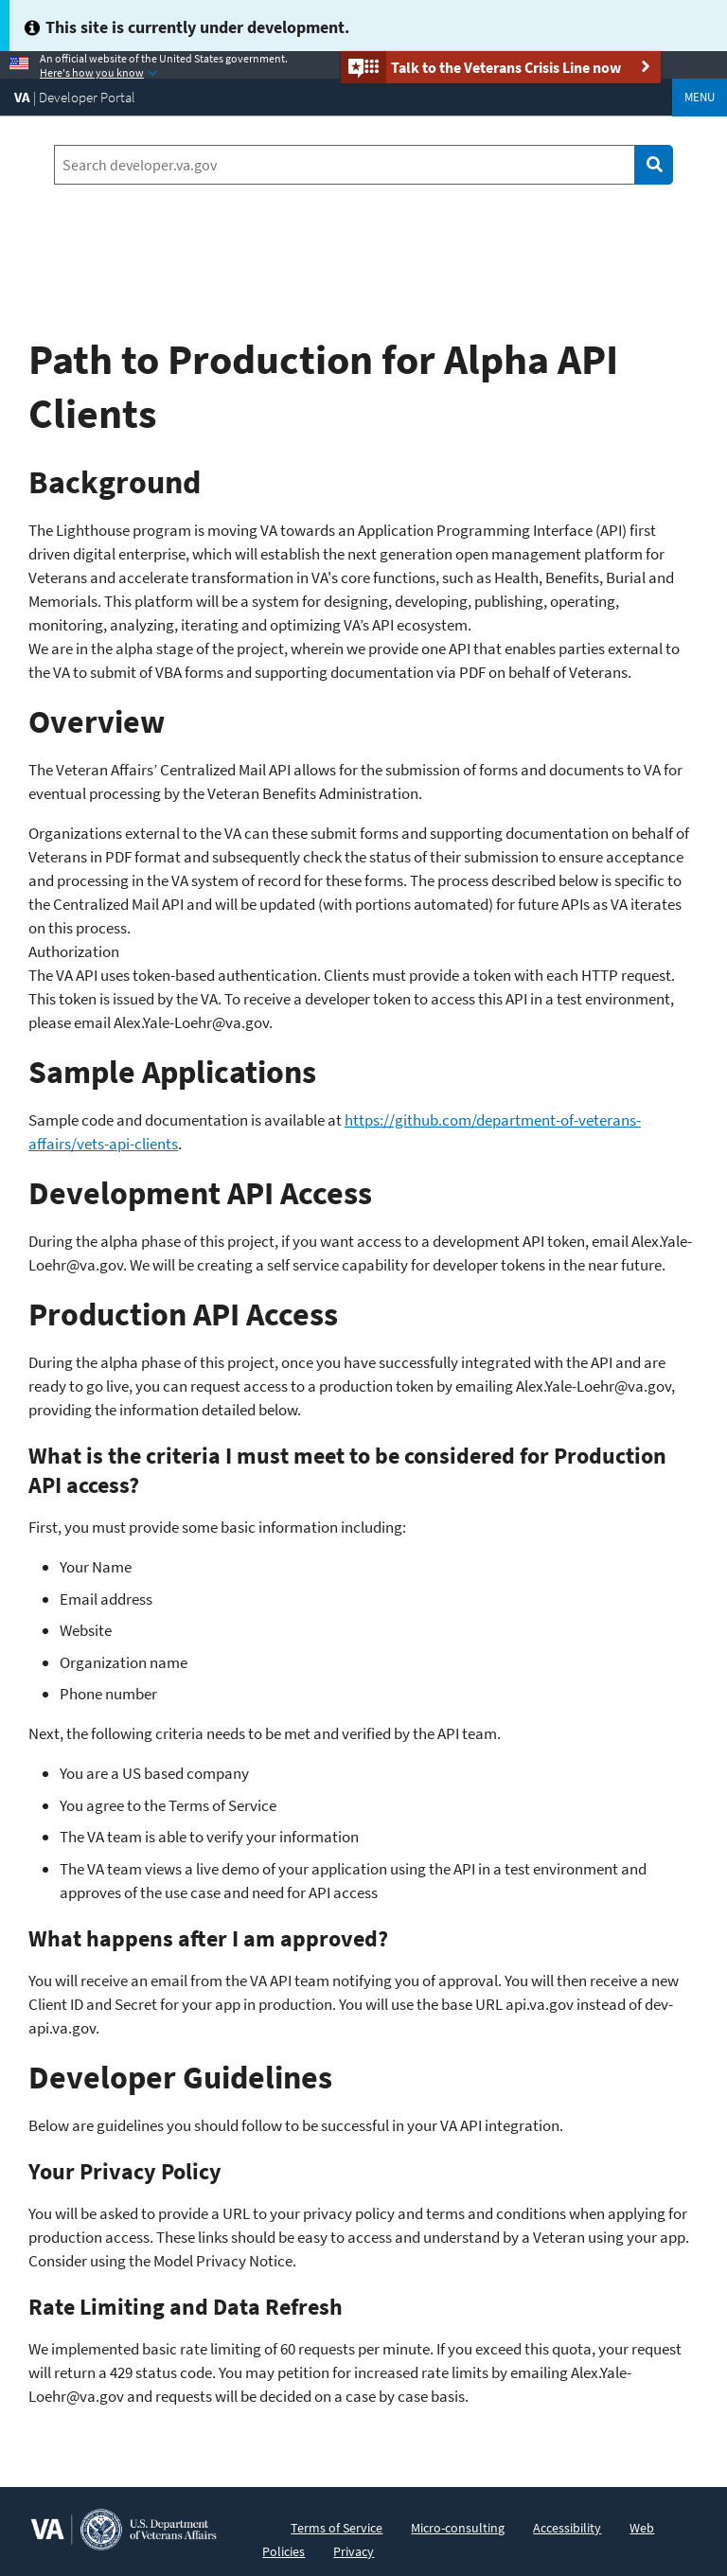 This site is currently under development.
An official website of the United States government.
Here's how you know
Talk to the Veterans Crisis Line now
VA | Developer Portal
MENU
Search developer.va.gov
Path to Production for Alpha API
Clients
Background
The Lighthouse program is moving VA towards an Application Programming Interface (API) first
driven digital enterprise, which will establish the next generation open management platform for
Veterans and accelerate transformation in VA's core functions, such as Health, Benefits, Burial and
Memorials. This platform will be a system for designing, developing, publishing, operating,
monitoring, analyzing, iterating and optimizing VA’s API ecosystem.
We are in the alpha stage of the project, wherein we provide one API that enables parties external to
the VA to submit of VBA forms and supporting documentation via PDF on behalf of Veterans.
Overview
The Veteran Affairs’ Centralized Mail API allows for the submission of forms and documents to VA for
eventual processing by the Veteran Benefits Administration.
Organizations external to the VA can these submit forms and supporting documentation on behalf of
Veterans in PDF format and subsequently check the status of their submission to ensure acceptance
and processing in the VA system of record for these forms. The process described below is specific to
the Centralized Mail API and will be updated (with portions automated) for future APIs as VA iterates
on this process.
Authorization
The VA API uses token-based authentication. Clients must provide a token with each HTTP request.
This token is issued by the VA. To receive a developer token to access this API in a test environment,
please email Alex.Yale-Loehr@va.gov.
Sample Applications
Sample code and documentation is available at https://github.com/department-of-veterans-
affairs/vets-api-clients.
Development API Access
During the alpha phase of this project, if you want access to a development API token, email Alex.Yale-
Loehr@va.gov. We will be creating a self service capability for developer tokens in the near future.
Production API Access
During the alpha phase of this project, once you have successfully integrated with the API and are
ready to go live, you can request access to a production token by emailing Alex.Yale-Loehr@va.gov,
providing the information detailed below.
What is the criteria I must meet to be considered for Production
API access?
First, you must provide some basic information including:
Your Name
Email address
Website
Organization name
Phone number
Next, the following criteria needs to be met and verified by the API team.
You are a US based company
You agree to the Terms of Service
The VA team is able to verify your information
The VA team views a live demo of your application using the API in a test environment and
approves of the use case and need for API access
What happens after I am approved?
You will receive an email from the VA API team notifying you of approval. You will then receive a new
Client ID and Secret for your app in production. You will use the base URL api.va.gov instead of dev-
api.va.gov.
Developer Guidelines
Below are guidelines you should follow to be successful in your VA API integration.
Your Privacy Policy
You will be asked to provide a URL to your privacy policy and terms and conditions when applying for
production access. These links should be easy to access and understand by a Veteran using your app.
Consider using the Model Privacy Notice.
Rate Limiting and Data Refresh
We implemented basic rate limiting of 60 requests per minute. If you exceed this quota, your request
will return a 429 status code. You may petition for increased rate limits by emailing Alex.Yale-
Loehr@va.gov and requests will be decided on a case by case basis.
VA
U.S. Department
of Veterans Affairs
Terms of Service Micro-consulting Accessibility Web
Policies Privacy